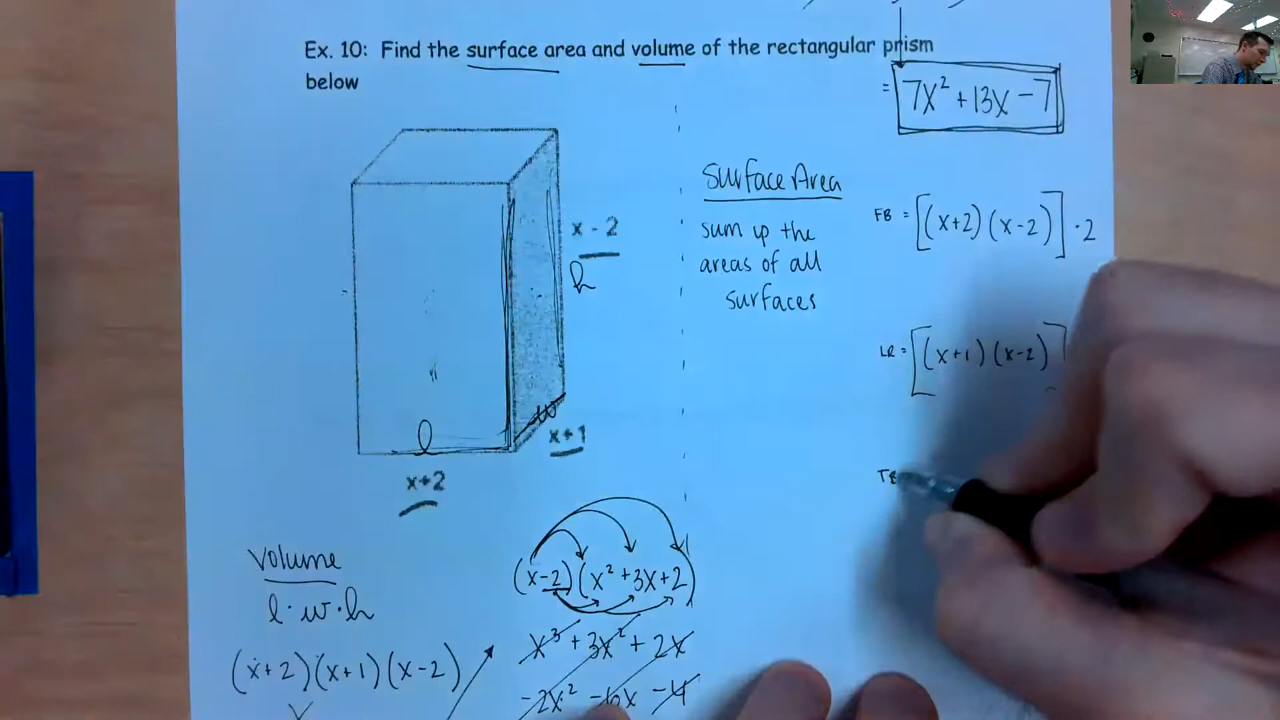 Ex. 10: Find the surface area and volume of the rectangular prism
below
= 7x² + 13x - 7
x - 2
h
w
x+1
l
x+2
Surface Area
sum up the
areas of all
surfaces
FB = [(x+2)(x-2)] · 2
LR = [(x+1)(x-2)]
TB
Volume
l · w · h
(x+2)(x+1)(x-2)
(x-2)(x² + 3x + 2)
x³ + 3x² + 2x
-2x² - 6x - 4